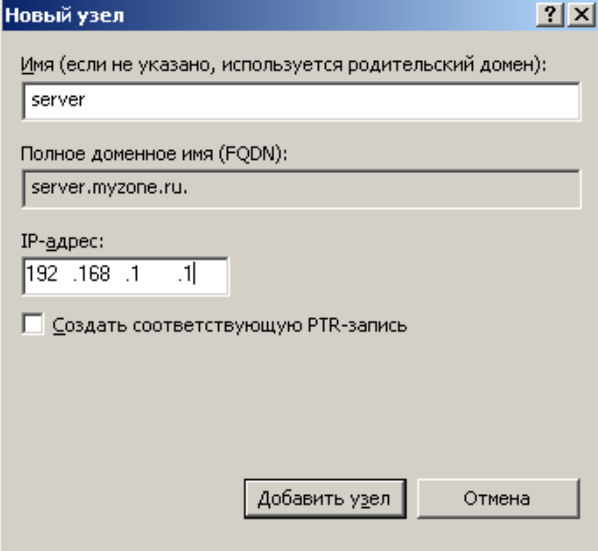 Новый узел
Имя (если не указано, используется родительский домен):
server
Полное доменное имя (FQDN):
server.myzone.ru.
IP-адрес:
192 .168 .1 .1
Создать соответствующую PTR-запись
Добавить узел Отмена